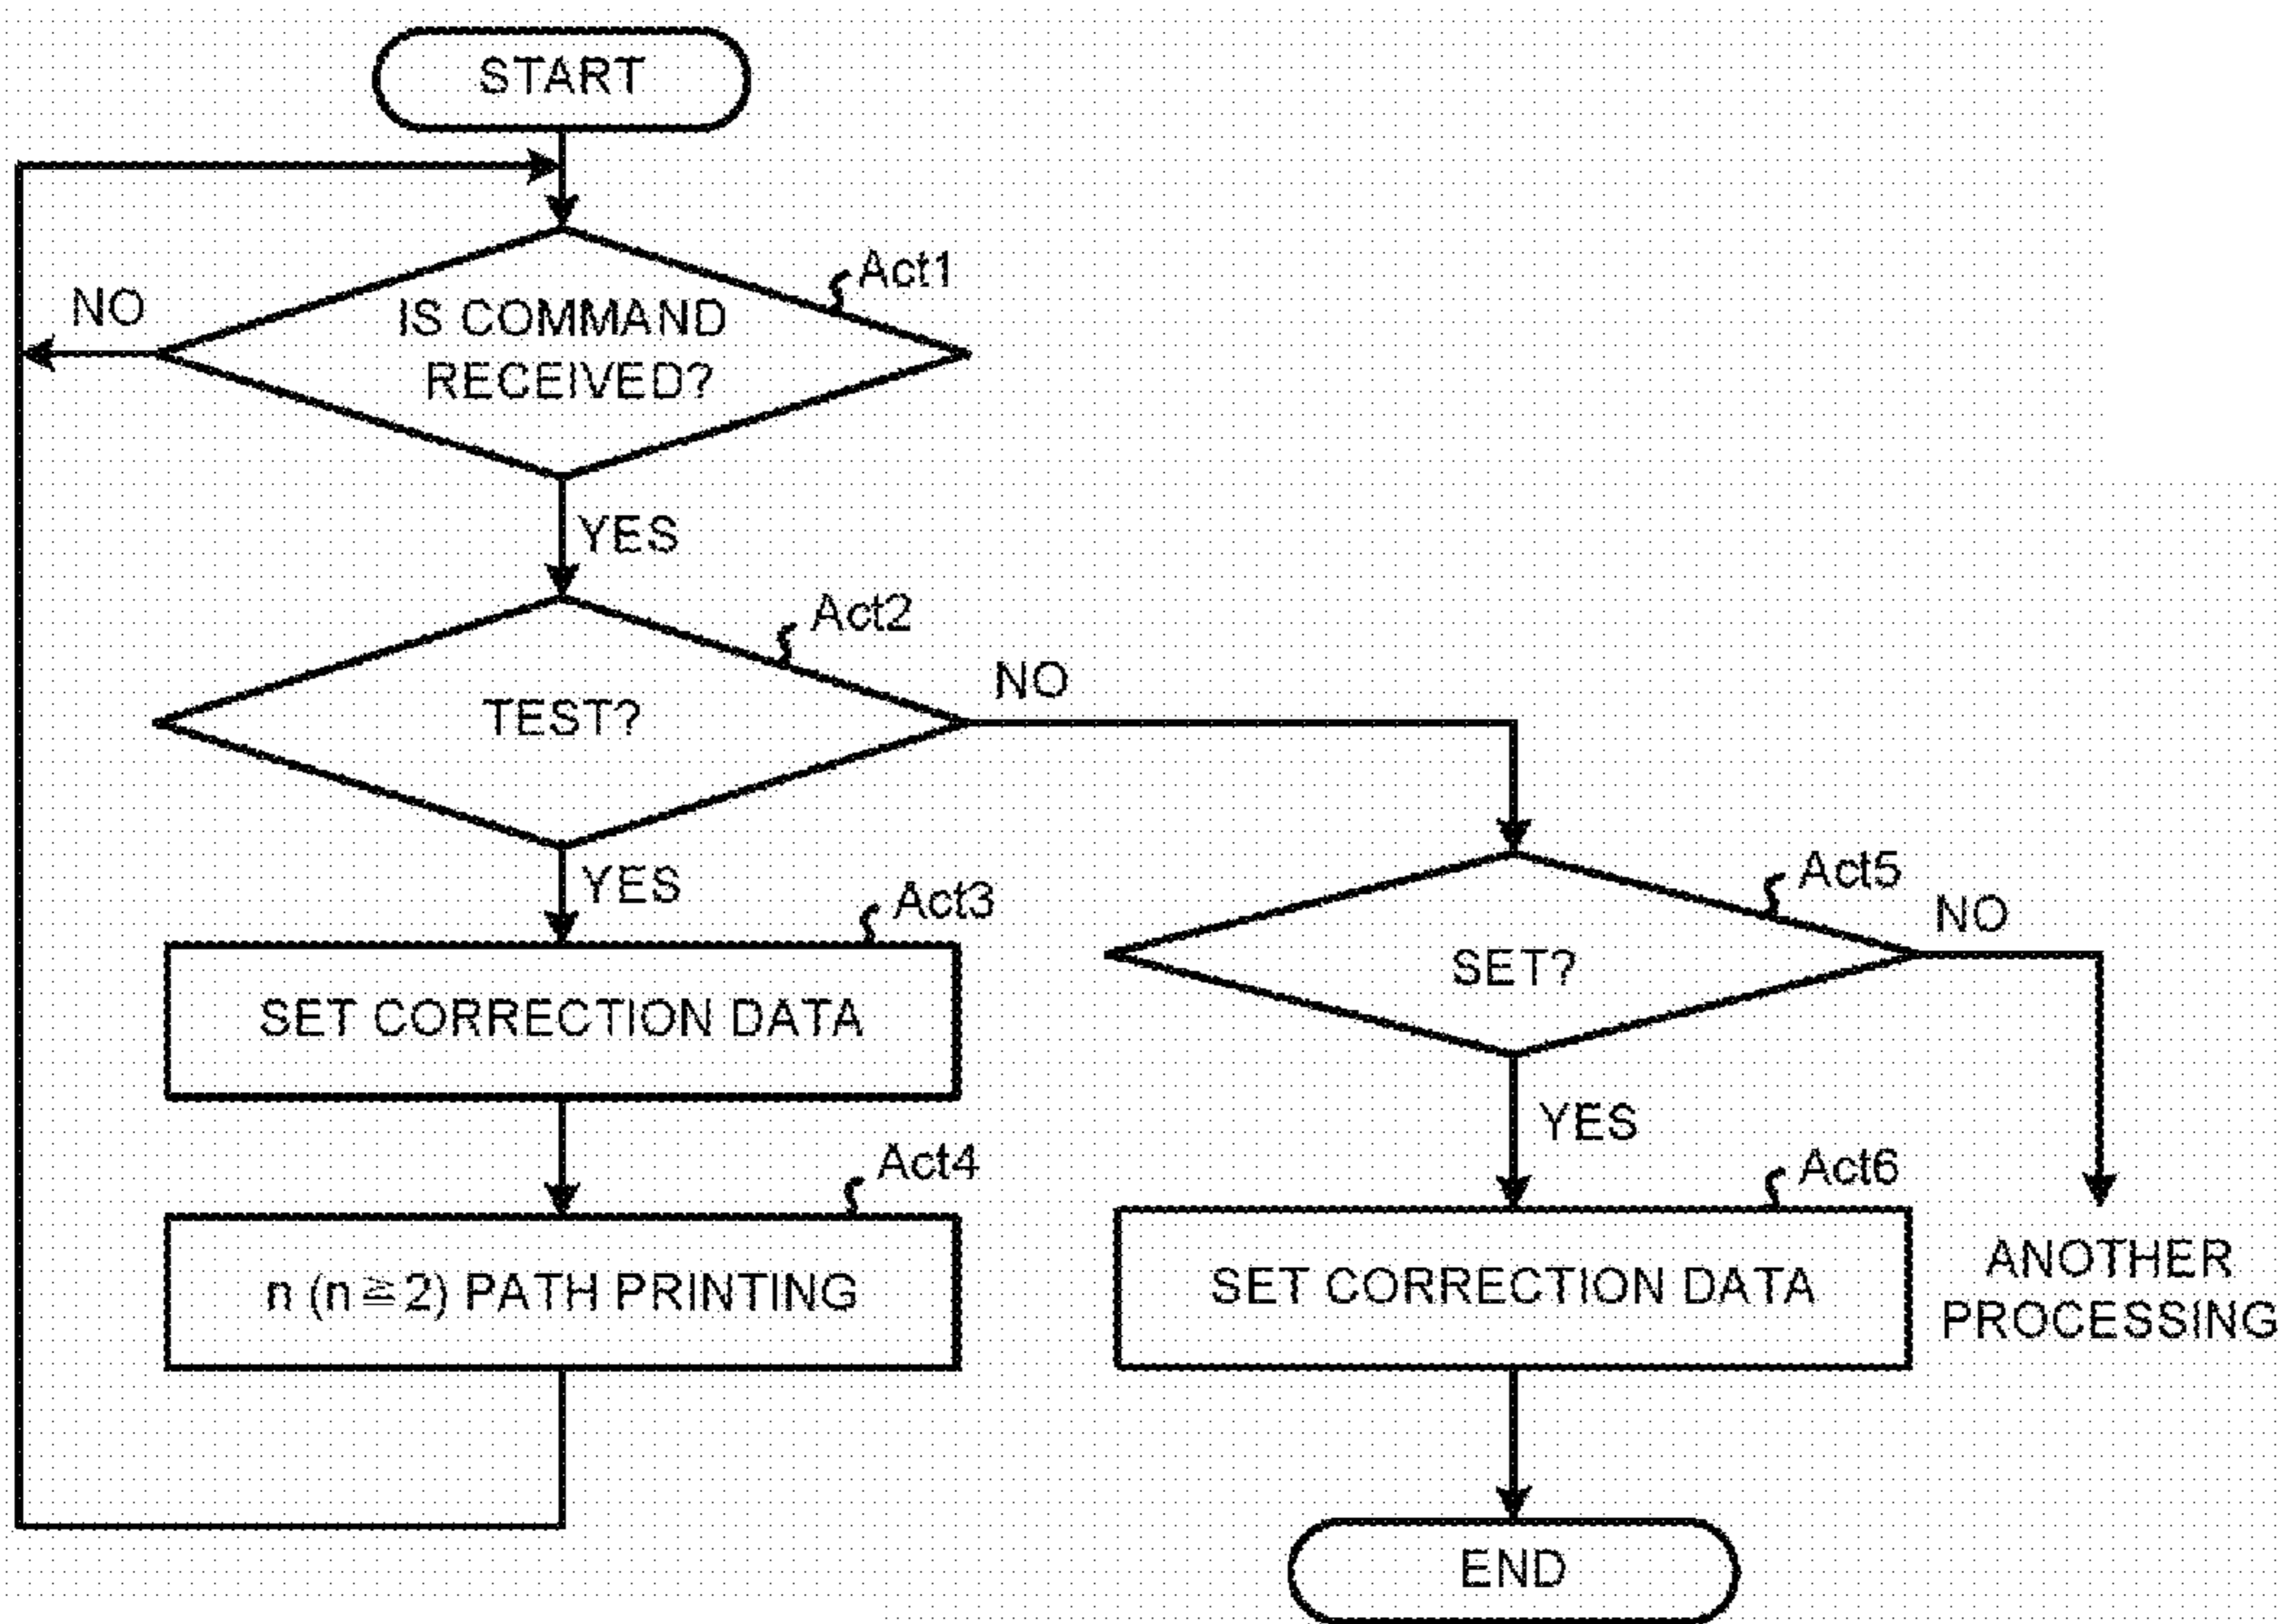 START
Act1
NO
IS COMMAND
RECEIVED?
YES
Act2
NO
TEST?
YES
Act3
SET CORRECTION DATA
Act4
n (n≧2) PATH PRINTING
Act5
NO
SET?
YES
Act6
SET CORRECTION DATA
ANOTHER
PROCESSING
END